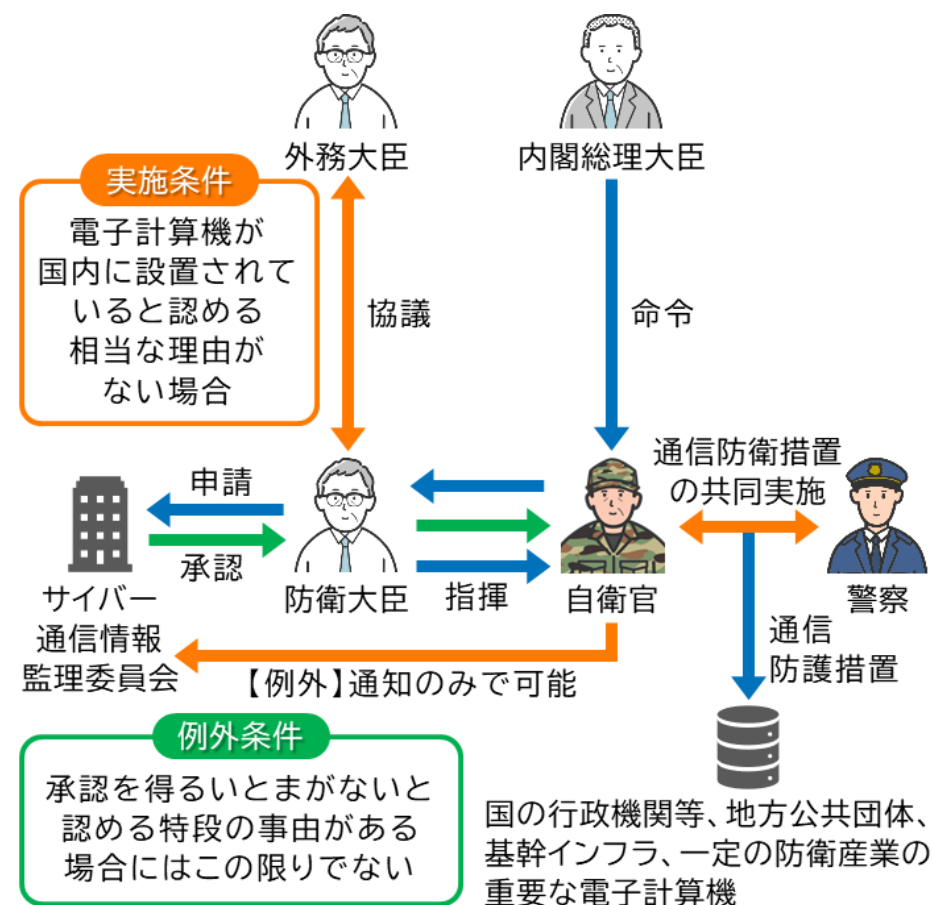 外務大臣
内閣総理大臣
実施条件
電子計算機が
国内に設置されて
いると認める
相当な理由が
ない場合
協議
命令
通信防衛措置
の共同実施
申請
承認
指揮
サイバー
通信情報
監理委員会
防衛大臣
自衛官
警察
通信
防護措置
【例外】通知のみで可能
例外条件
承認を得るいとまがないと
認める特段の事由がある
場合にはこの限りでない
国の行政機関等、地方公共団体、
基幹インフラ、一定の防衛産業の
重要な電子計算機